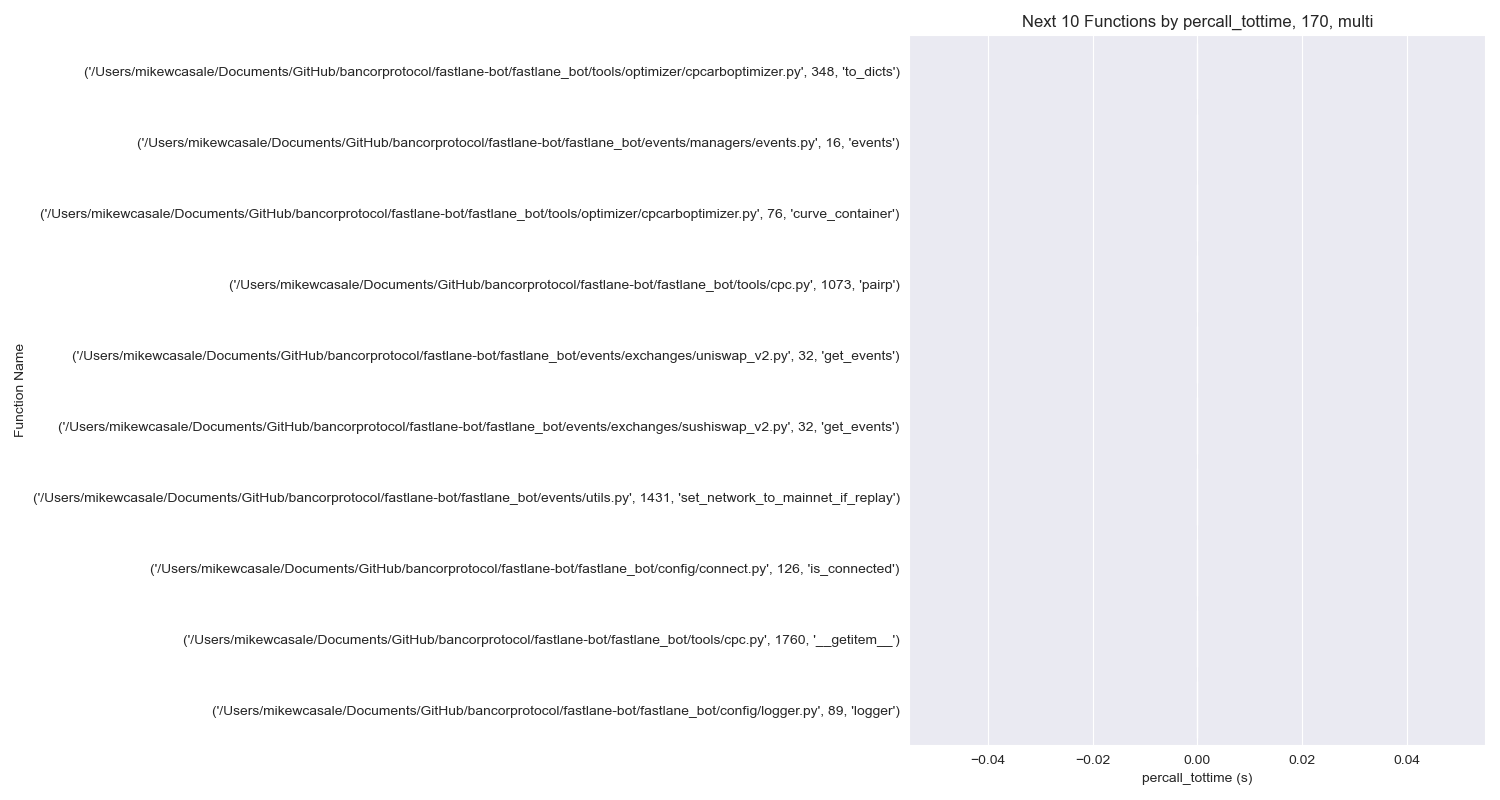 Next 10 Functions by percall_tottime, 170, multi
('/Users/mikewcasale/Documents/GitHub/bancorprotocol/fastlane-bot/fastlane_bot/tools/optimizer/cpcarboptimizer.py', 348, 'to_dicts')
('/Users/mikewcasale/Documents/GitHub/bancorprotocol/fastlane-bot/fastlane_bot/events/managers/events.py', 16, 'events')
('/Users/mikewcasale/Documents/GitHub/bancorprotocol/fastlane-bot/fastlane_bot/tools/optimizer/cpcarboptimizer.py', 76, 'curve_container')
('/Users/mikewcasale/Documents/GitHub/bancorprotocol/fastlane-bot/fastlane_bot/tools/cpc.py', 1073, 'pairp')
('/Users/mikewcasale/Documents/GitHub/bancorprotocol/fastlane-bot/fastlane_bot/events/exchanges/uniswap_v2.py', 32, 'get_events')
('/Users/mikewcasale/Documents/GitHub/bancorprotocol/fastlane-bot/fastlane_bot/events/exchanges/sushiswap_v2.py', 32, 'get_events')
('/Users/mikewcasale/Documents/GitHub/bancorprotocol/fastlane-bot/fastlane_bot/events/utils.py', 1431, 'set_network_to_mainnet_if_replay')
('/Users/mikewcasale/Documents/GitHub/bancorprotocol/fastlane-bot/fastlane_bot/config/connect.py', 126, 'is_connected')
('/Users/mikewcasale/Documents/GitHub/bancorprotocol/fastlane-bot/fastlane_bot/tools/cpc.py', 1760, '__getitem__')
('/Users/mikewcasale/Documents/GitHub/bancorprotocol/fastlane-bot/fastlane_bot/config/logger.py', 89, 'logger')
Function Name
−0.04 −0.02 0.00 0.02 0.04
percall_tottime (s)